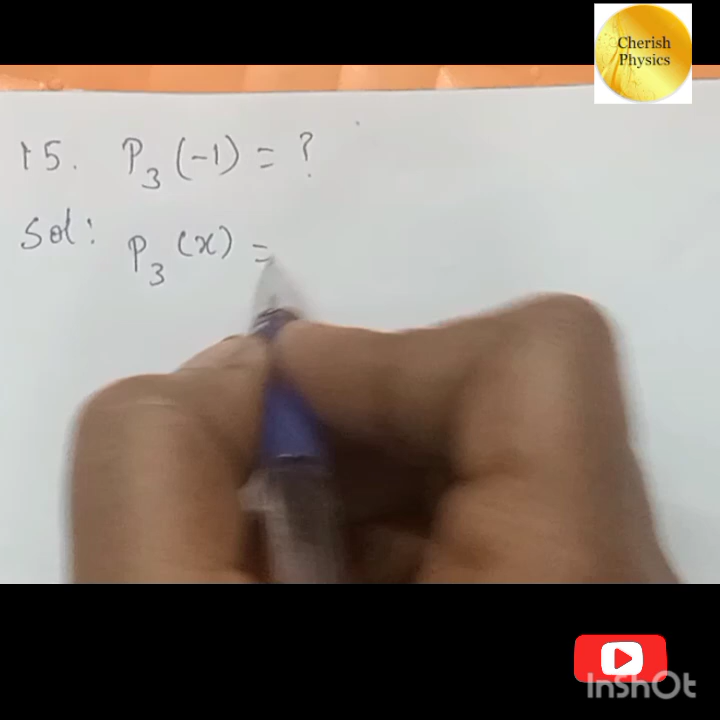 Cherish
Physics
15. P₃(-1) = ?
Sol: P₃(x) =
InShOt